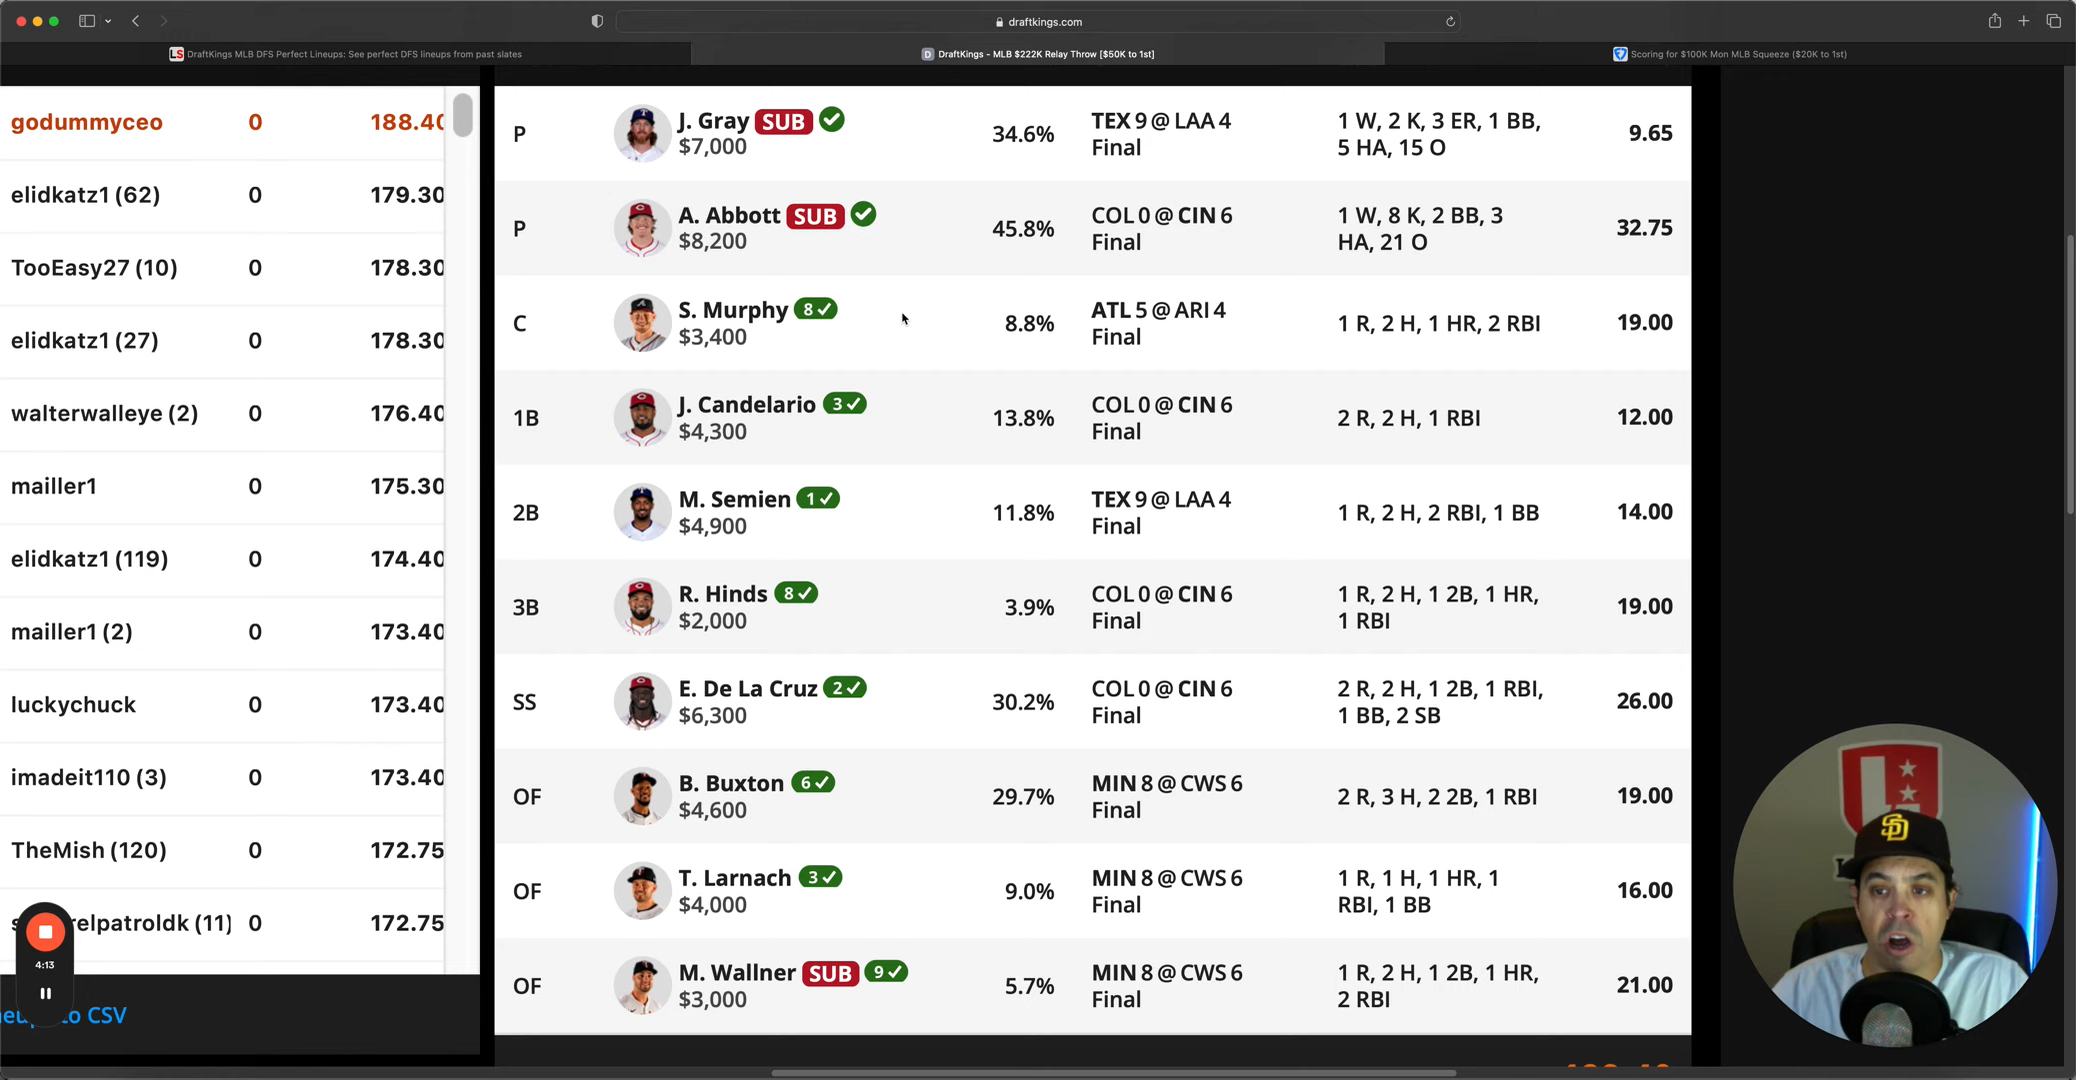 draftkings.com
DraftKings MLB DFS Perfect Lineups: See perfect DFS lineups from past slates
DraftKings - MLB $222K Relay Throw [$50K to 1st]
Scoring for $100K Mon MLB Squeeze ($20K to 1st)
godummyceo 0 188.40
elidkatz1 (62) 0 179.30
TooEasy27 (10) 0 178.30
elidkatz1 (27) 0 178.30
walterwalleye (2) 0 176.40
mailler1 0 175.30
elidkatz1 (119) 0 174.40
mailler1 (2) 0 173.40
luckychuck 0 173.40
imadeit110 (3) 0 173.40
TheMish (120) 0 172.75
relpatroldk (11) 0 172.75
4:13
to CSV
P J. Gray SUB 34.6% TEX 9 @ LAA 4 1 W, 2 K, 3 ER, 1 BB, 9.65
$7,000 Final 5 HA, 15 O
P A. Abbott SUB 45.8% COL 0 @ CIN 6 1 W, 8 K, 2 BB, 3 32.75
$8,200 Final HA, 21 O
C S. Murphy 8 8.8% ATL 5 @ ARI 4 1 R, 2 H, 1 HR, 2 RBI 19.00
$3,400 Final
1B J. Candelario 3 13.8% COL 0 @ CIN 6 2 R, 2 H, 1 RBI 12.00
$4,300 Final
2B M. Semien 1 11.8% TEX 9 @ LAA 4 1 R, 2 H, 2 RBI, 1 BB 14.00
$4,900 Final
3B R. Hinds 8 3.9% COL 0 @ CIN 6 1 R, 2 H, 1 2B, 1 HR, 19.00
$2,000 Final 1 RBI
SS E. De La Cruz 2 30.2% COL 0 @ CIN 6 2 R, 2 H, 1 2B, 1 RBI, 26.00
$6,300 Final 1 BB, 2 SB
OF B. Buxton 6 29.7% MIN 8 @ CWS 6 2 R, 3 H, 2 2B, 1 RBI 19.00
$4,600 Final
OF T. Larnach 3 9.0% MIN 8 @ CWS 6 1 R, 1 H, 1 HR, 1 16.00
$4,000 Final RBI, 1 BB
OF M. Wallner SUB 9 5.7% MIN 8 @ CWS 6 1 R, 2 H, 1 2B, 1 HR, 21.00
$3,000 Final 2 RBI